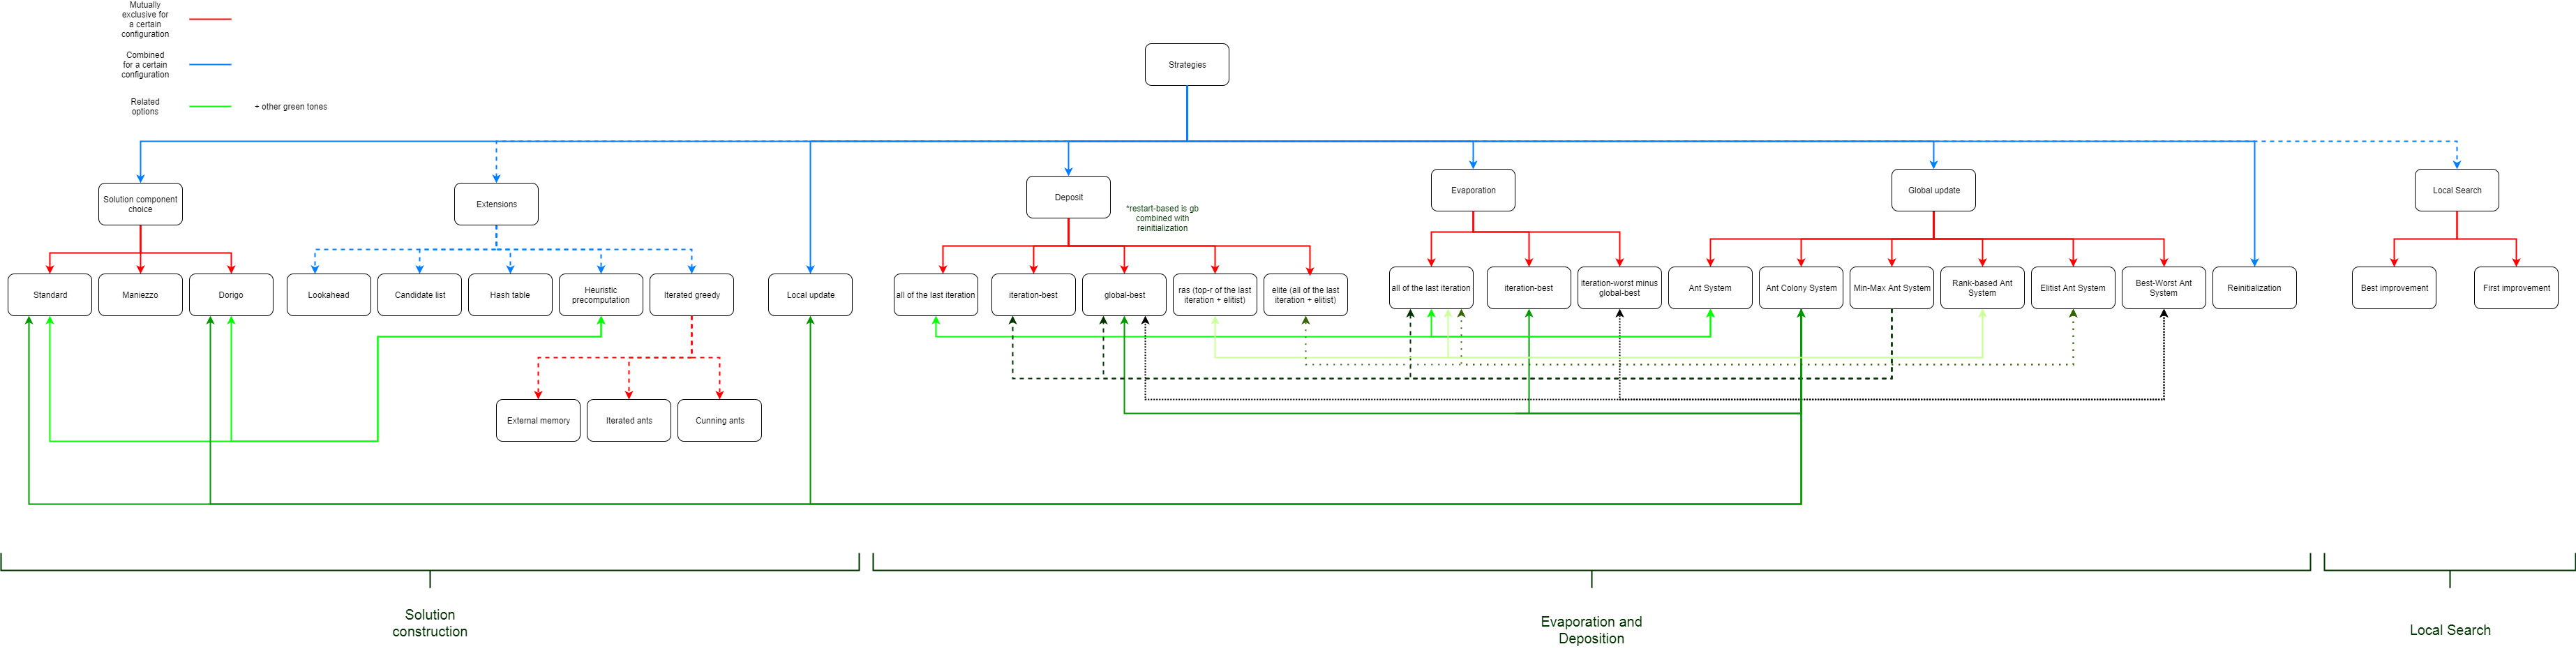 Mutually
exclusive for
a certain
configuration
Combined
for a certain
configuration
Related
options
+ other green tones
Strategies
Solution component
choice
Extensions
Deposit
*restart-based is gb
combined with
reinitialization
Evaporation
Global update
Local Search
Standard
Maniezzo
Dorigo
Lookahead
Candidate list
Hash table
Heuristic
precomputation
Iterated greedy
Local update
all of the last iteration
iteration-best
global-best
ras (top-r of the last
iteration + elitist)
elite (all of the last
iteration + elitist)
all of the last iteration
iteration-best
iteration-worst minus
global-best
Ant System
Ant Colony System
Min-Max Ant System
Rank-based Ant
System
Elitist Ant System
Best-Worst Ant
System
Reinitialization
Best improvement
First improvement
External memory
Iterated ants
Cunning ants
Solution
construction
Evaporation and
Deposition
Local Search